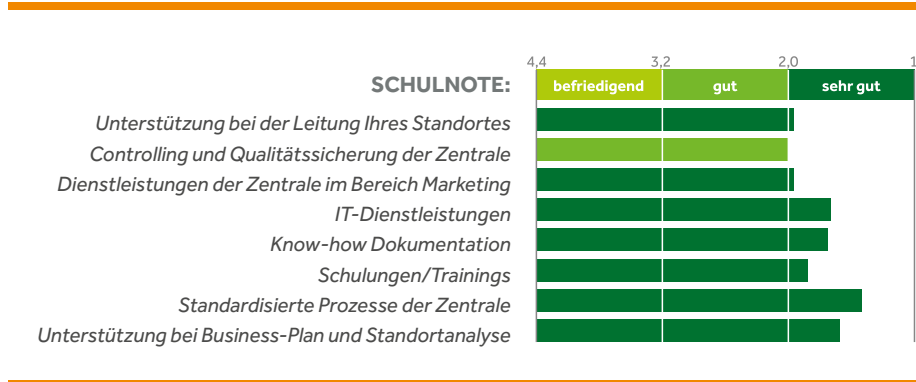 4,4 3,2 2,0 1
SCHULNOTE: befriedigend gut sehr gut
Unterstützung bei der Leitung Ihres Standortes
Controlling und Qualitätssicherung der Zentrale
Dienstleistungen der Zentrale im Bereich Marketing
IT-Dienstleistungen
Know-how Dokumentation
Schulungen/Trainings
Standardisierte Prozesse der Zentrale
Unterstützung bei Business-Plan und Standortanalyse